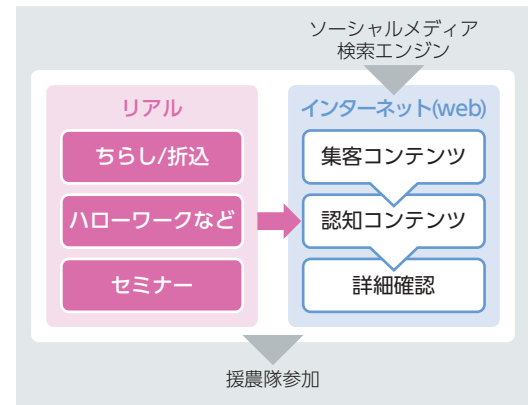 ソーシャルメディア
検索エンジン
リアル
ちらし/折込
ハローワークなど
セミナー
インターネット(web)
集客コンテンツ
認知コンテンツ
詳細確認
援農隊参加